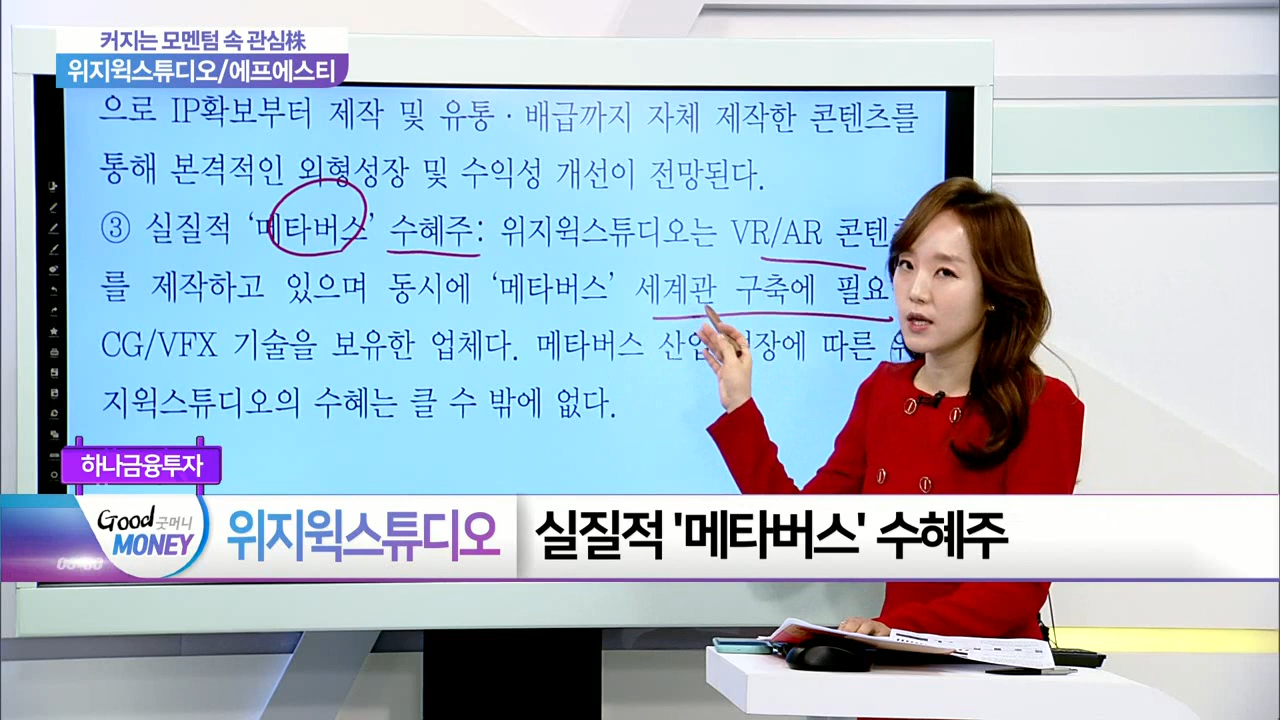 커지는 모멘텀 속 관심株
위지윅스튜디오/에프에스티
으로 IP확보부터 제작 및 유통·배급까지 자체 제작한 콘텐츠를
통해 본격적인 외형성장 및 수익성 개선이 전망된다.
③ 실질적 '메타버스' 수혜주: 위지윅스튜디오는 VR/AR 콘텐츠
를 제작하고 있으며 동시에 '메타버스' 세계관 구축에 필요
CG/VFX 기술을 보유한 업체다. 메타버스 산업 에 따른
지윅스튜디오의 수혜는 클 수 밖에 없다.
하나금융투자
Good 굿머니
MONEY
위지윅스튜디오 실질적 '메타버스' 수혜주